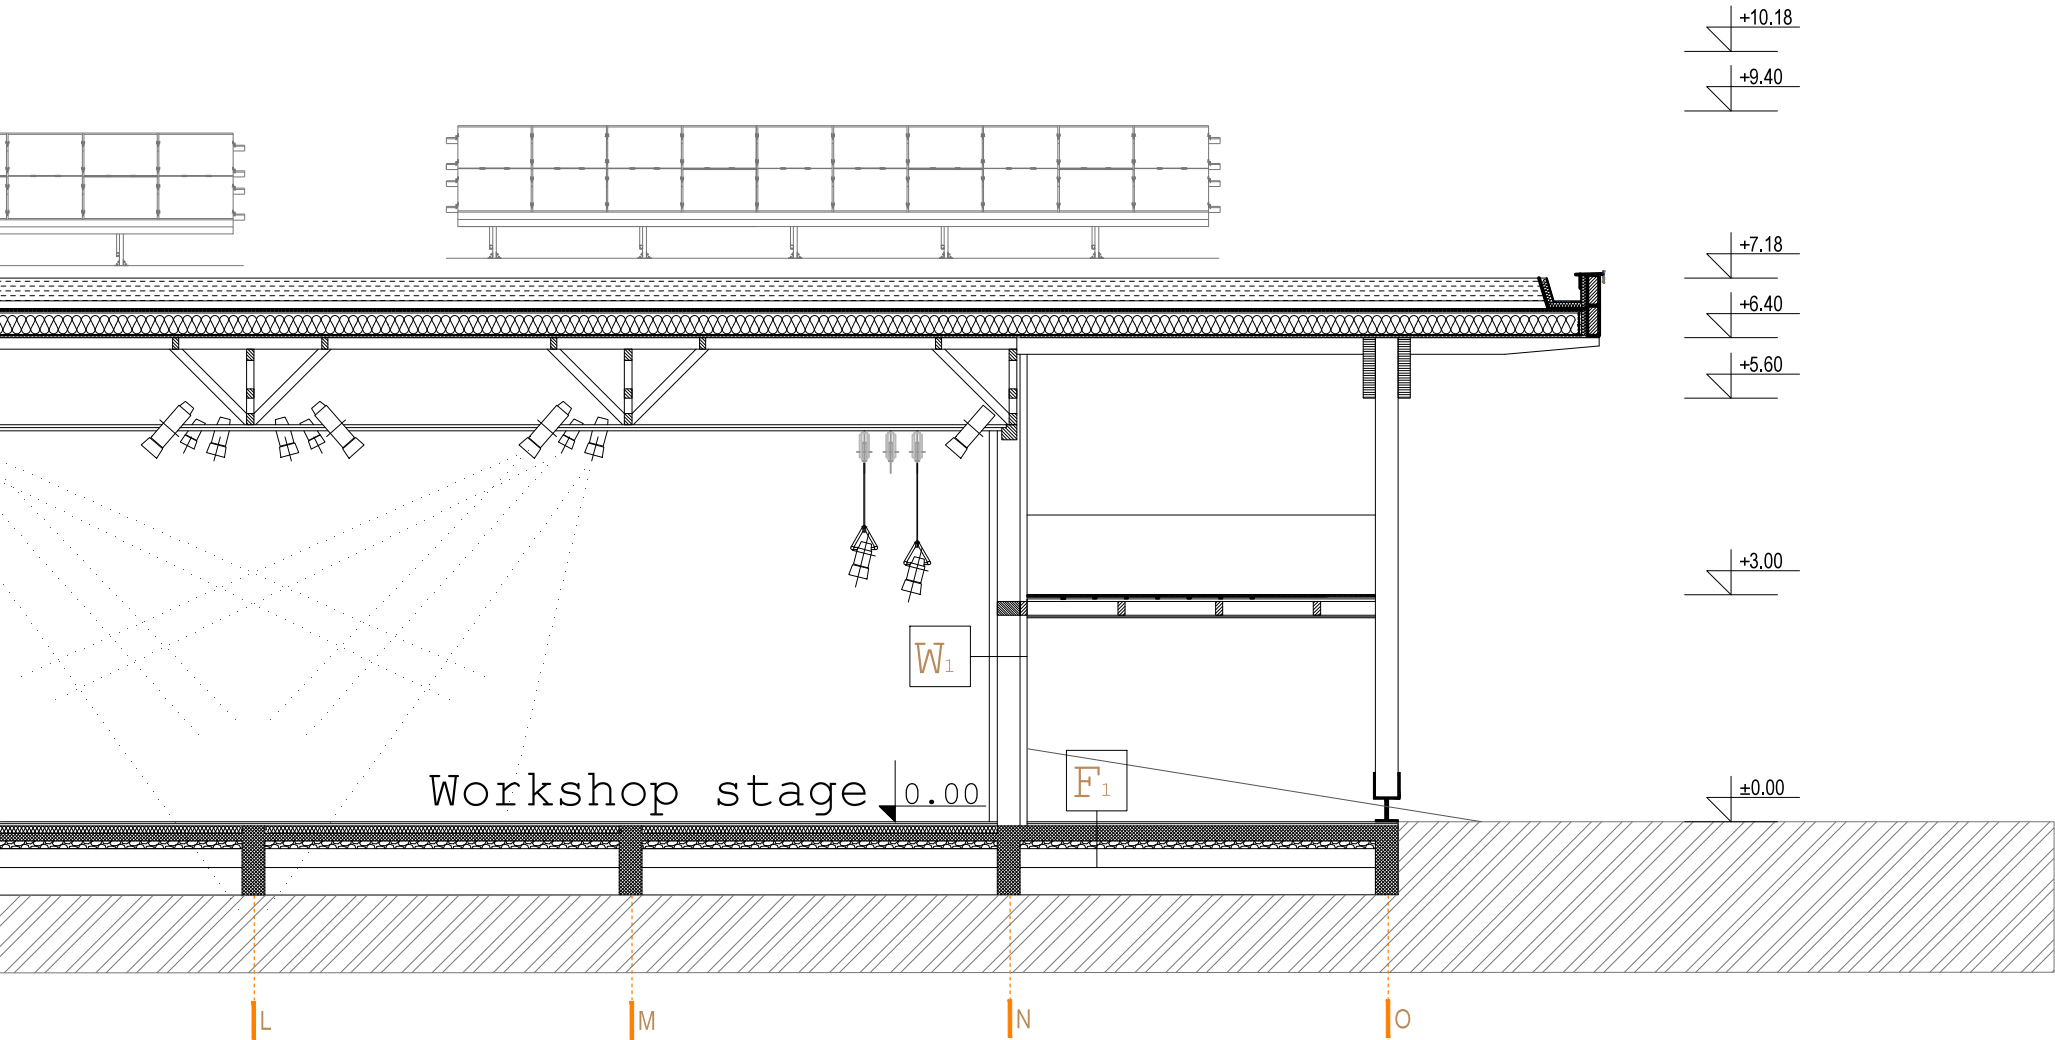 +10.18
+9.40
+7.18
+6.40
+5.60
+3.00
W1
Workshop stage 0.00
F1
±0.00
L
M
N
O